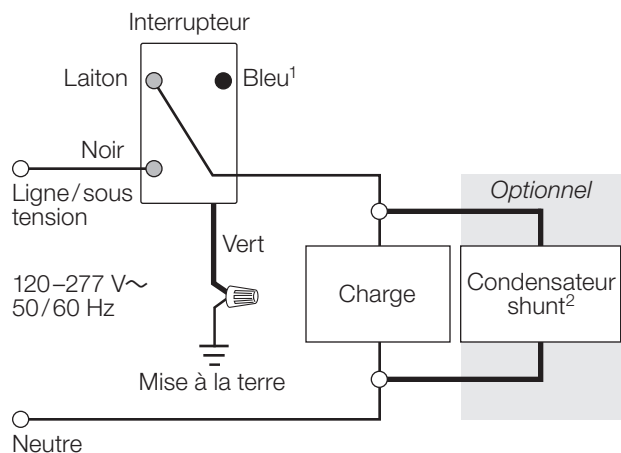 Interrupteur
Laiton
Bleu¹
Noir
Ligne/sous
tension
Vert
Optionnel
120–277 V~
50/60 Hz
Charge
Condensateur
shunt²
Mise à la terre
Neutre